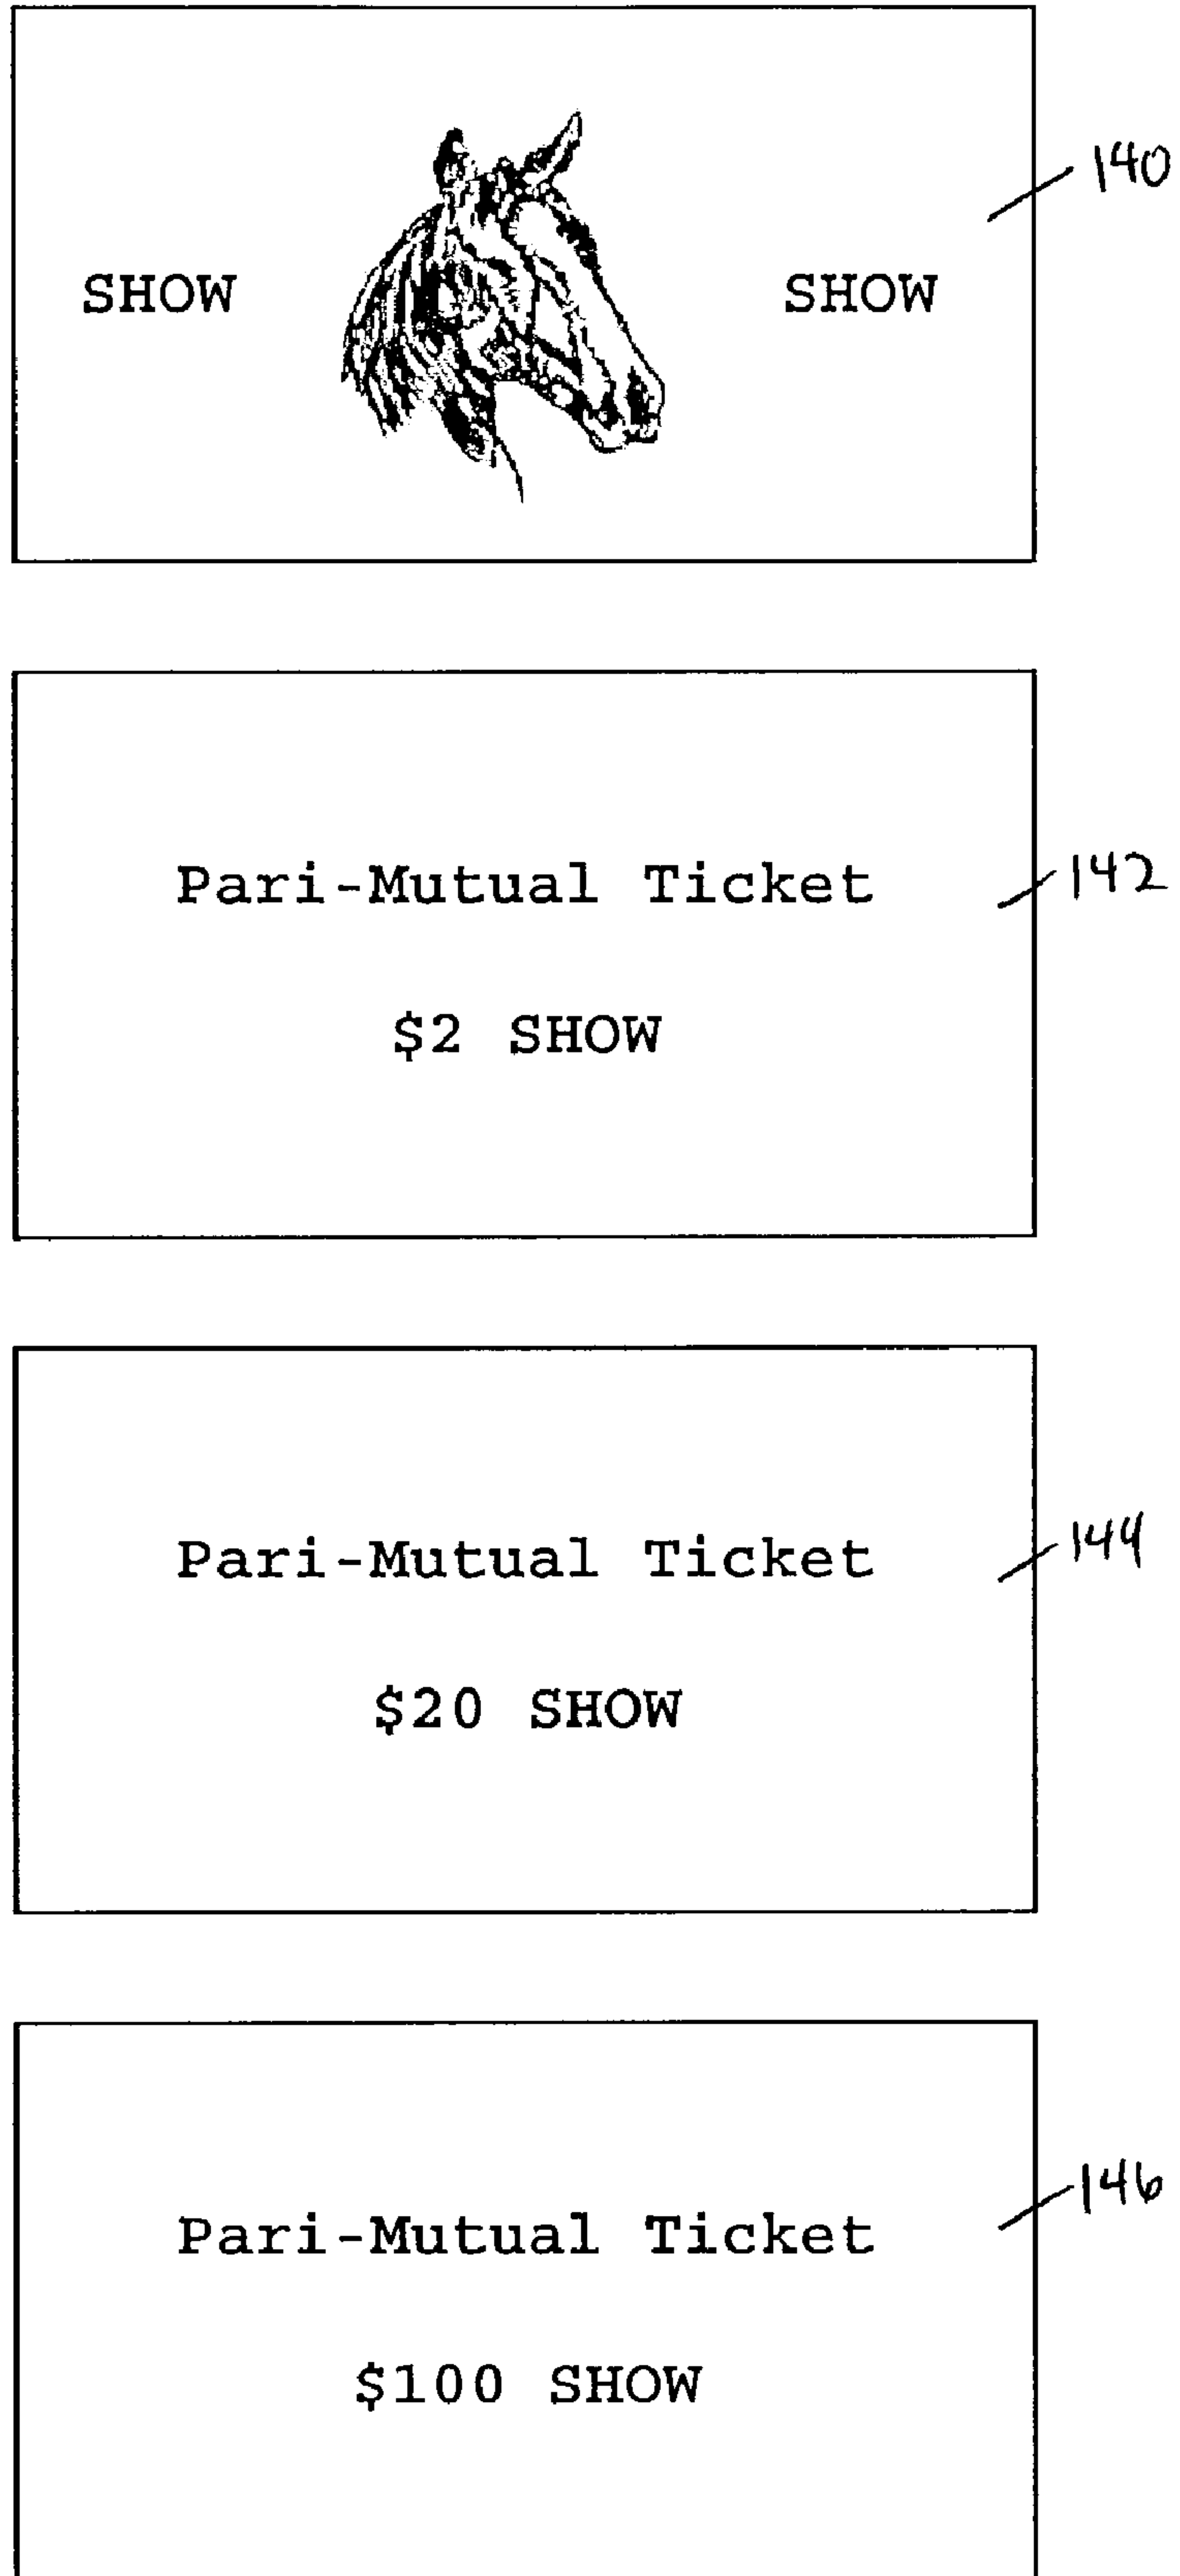 140
SHOW SHOW
Pari-Mutual Ticket
142
$2 SHOW
Pari-Mutual Ticket
144
$20 SHOW
146
Pari-Mutual Ticket
$100 SHOW